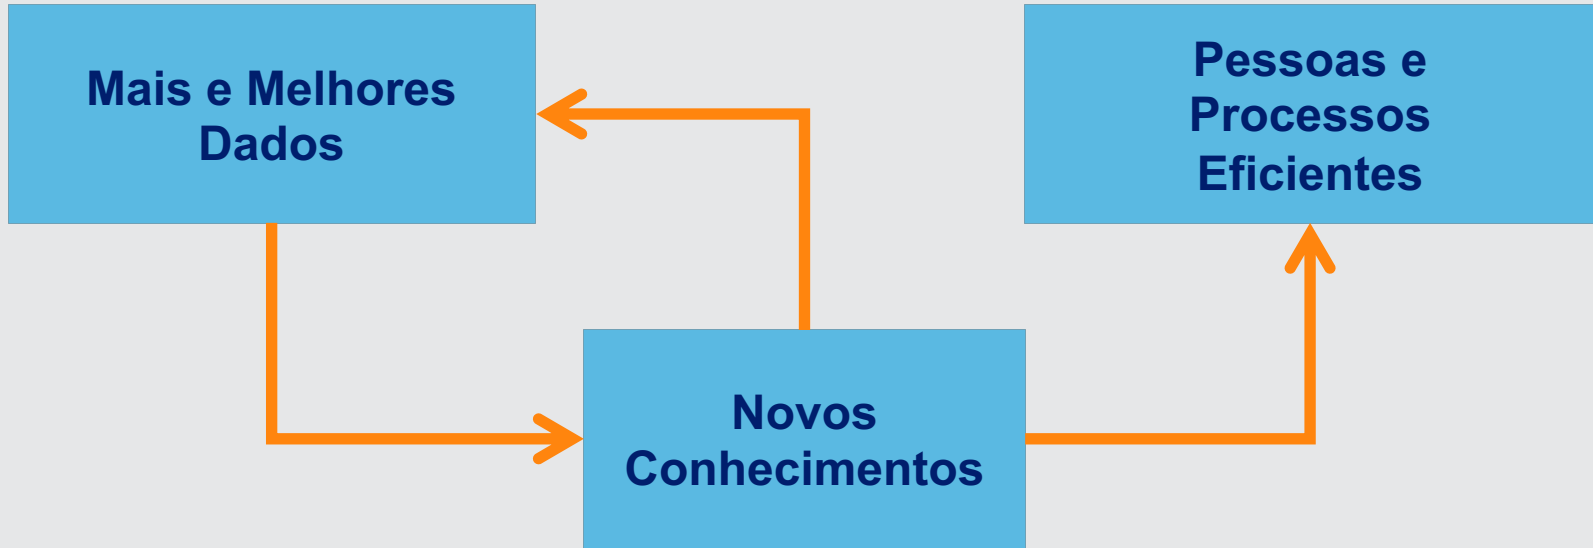 Mais e Melhores
Dados
Pessoas e
Processos
Eficientes
Novos
Conhecimentos